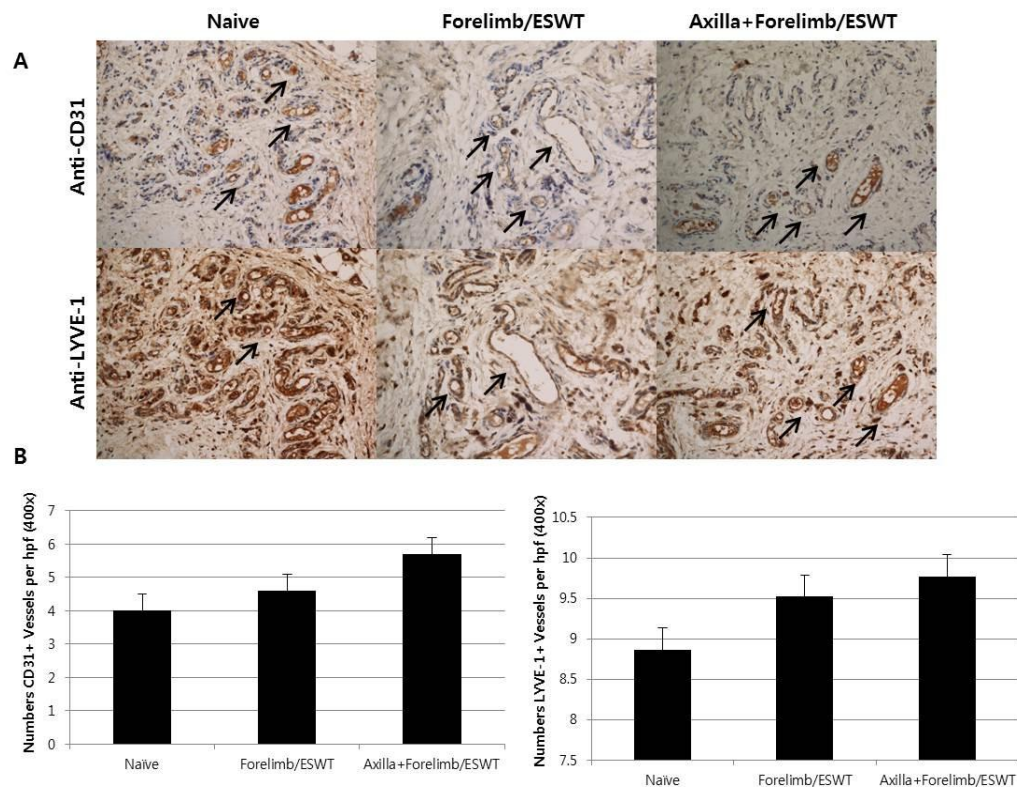 Naive
Forelimb/ESWT
Axilla+Forelimb/ESWT
A
Anti-CD31
Anti-LYVE-1
B
Numbers CD31+ Vessels per hpf (400x)
7
6
5
4
3
2
1
0
Naïve
Forelimb/ESWT
Axilla+Forelimb/ESWT
Numbers LYVE-1+ Vessels per hpf (400x)
10.5
10
9.5
9
8.5
8
7.5
Naïve
Forelimb/ESWT
Axilla+Forelimb/ESWT